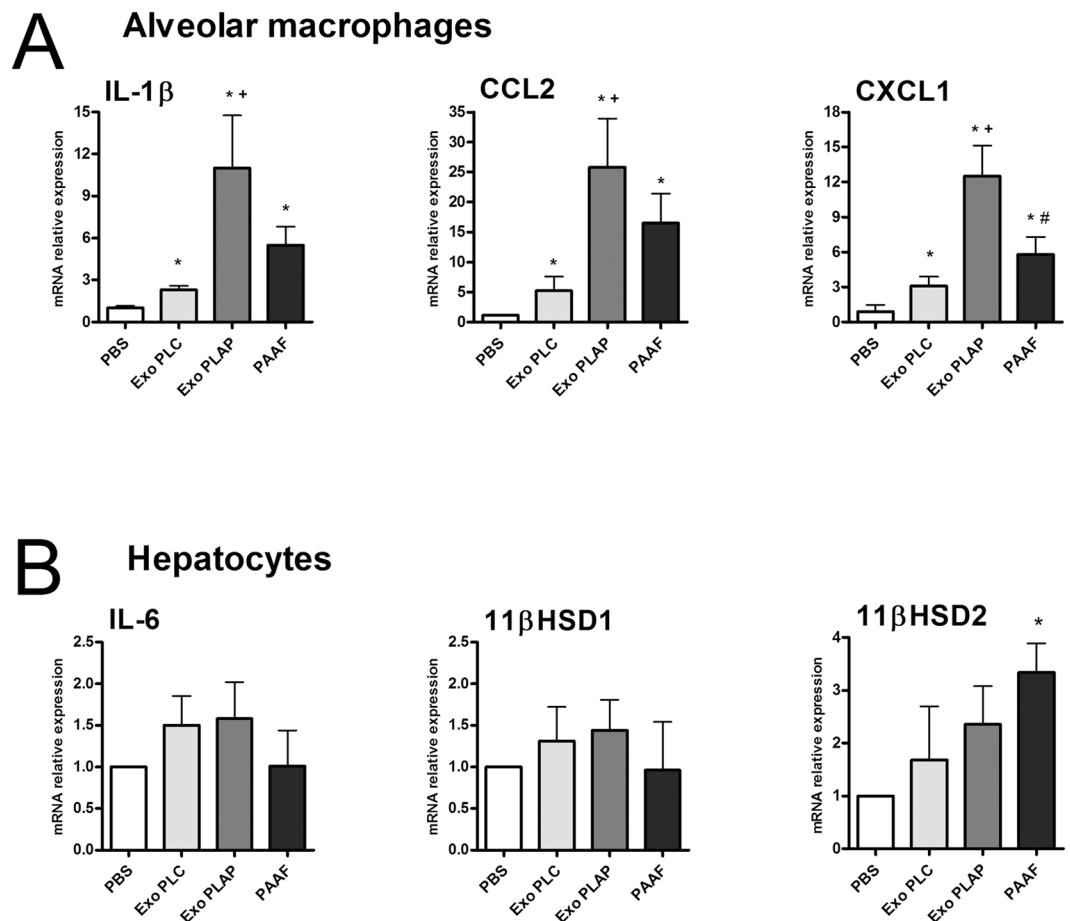 A Alveolar macrophages
IL-1β
mRNA relative expression
15
12
9
6
3
0
*
* +
*
PBS
Exo PLC
Exo PLAP
PAAF
CCL2
mRNA relative expression
35
30
25
20
15
10
5
0
*
* +
*
PBS
Exo PLC
Exo PLAP
PAAF
CXCL1
mRNA relative expression
18
15
12
9
6
3
0
*
* +
* #
PBS
Exo PLC
Exo PLAP
PAAF
B Hepatocytes
IL-6
mRNA relative expression
2.5
2.0
1.5
1.0
0.5
0.0
PBS
Exo PLC
Exo PLAP
PAAF
11βHSD1
mRNA relative expression
2.5
2.0
1.5
1.0
0.5
0.0
PBS
Exo PLC
Exo PLAP
PAAF
11βHSD2
mRNA relative expression
4
3
2
1
0
*
PBS
Exo PLC
Exo PLAP
PAAF